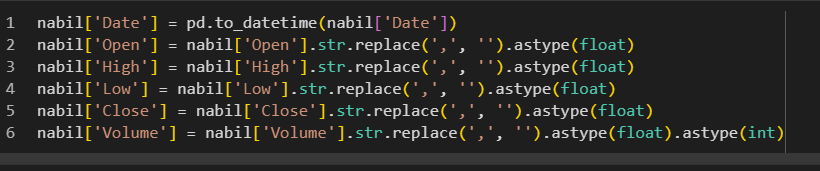 1 nabil['Date'] = pd.to_datetime(nabil['Date'])
2 nabil['Open'] = nabil['Open'].str.replace(',', '').astype(float)
3 nabil['High'] = nabil['High'].str.replace(',', '').astype(float)
4 nabil['Low'] = nabil['Low'].str.replace(',', '').astype(float)
5 nabil['Close'] = nabil['Close'].str.replace(',', '').astype(float)
6 nabil['Volume'] = nabil['Volume'].str.replace(',', '').astype(float).astype(int)